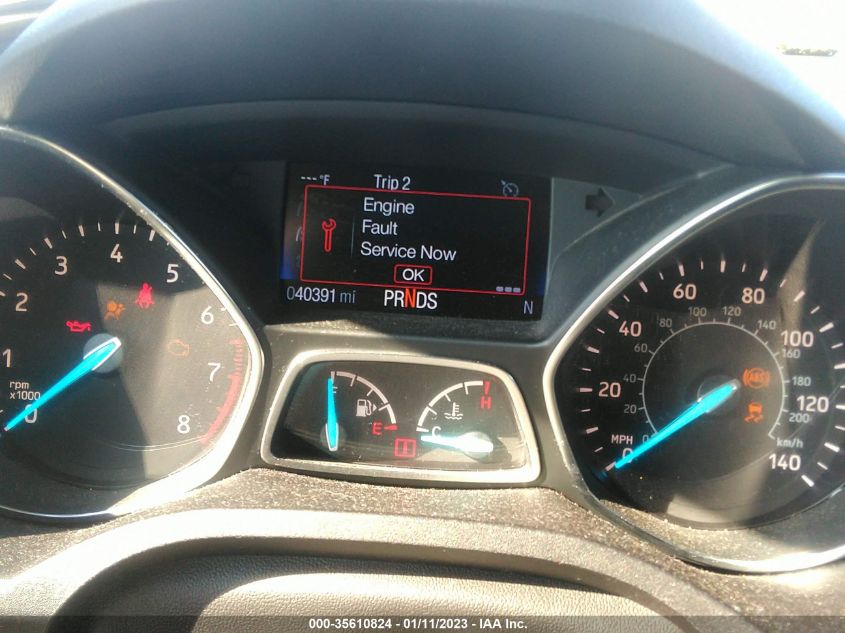 --- °F Trip 2
Engine
Fault
Service Now
OK
040391 mi PRNDS N
1 2 3 4 5 6 7 8
rpm
x1000
0
E
C H
0 20 40 60 80 100 120 140
MPH
20 40 60 80 100 120 140 160 180 200
km/h
ABS
000-35610824 - 01/11/2023 - IAA Inc.